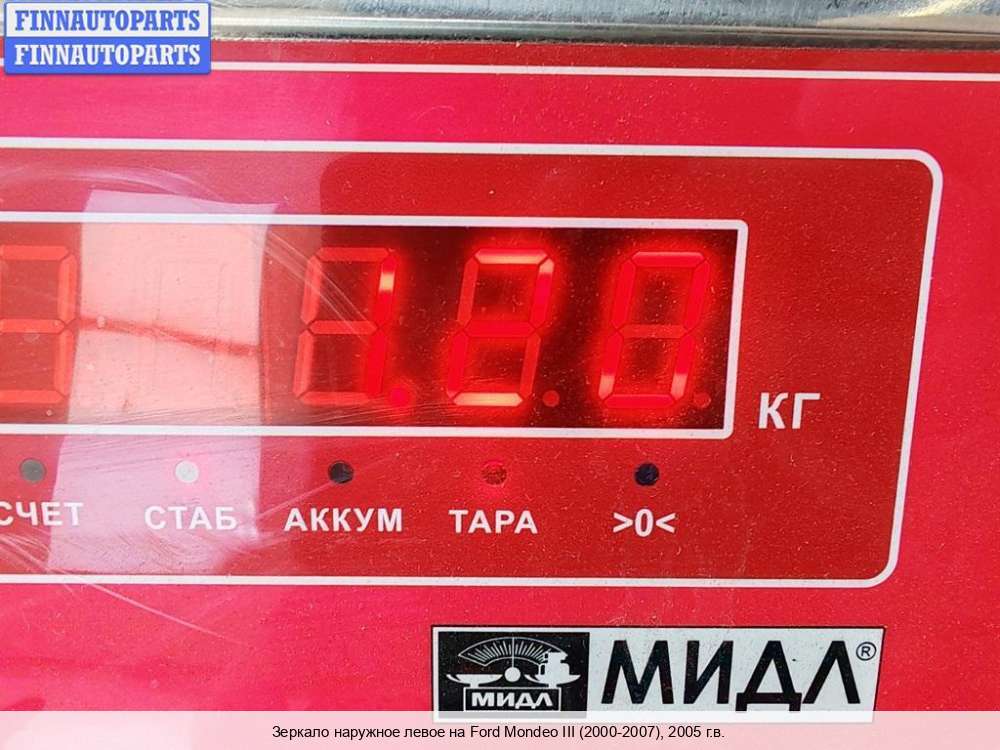 FINNAUTOPARTS
FINNAUTOPARTS
1.20
КГ
СЧЕТ СТАБ АККУМ ТАРА >0<
МИДЛ МИДЛ®
Зеркало наружное левое на Ford Mondeo III (2000-2007), 2005 г.в.